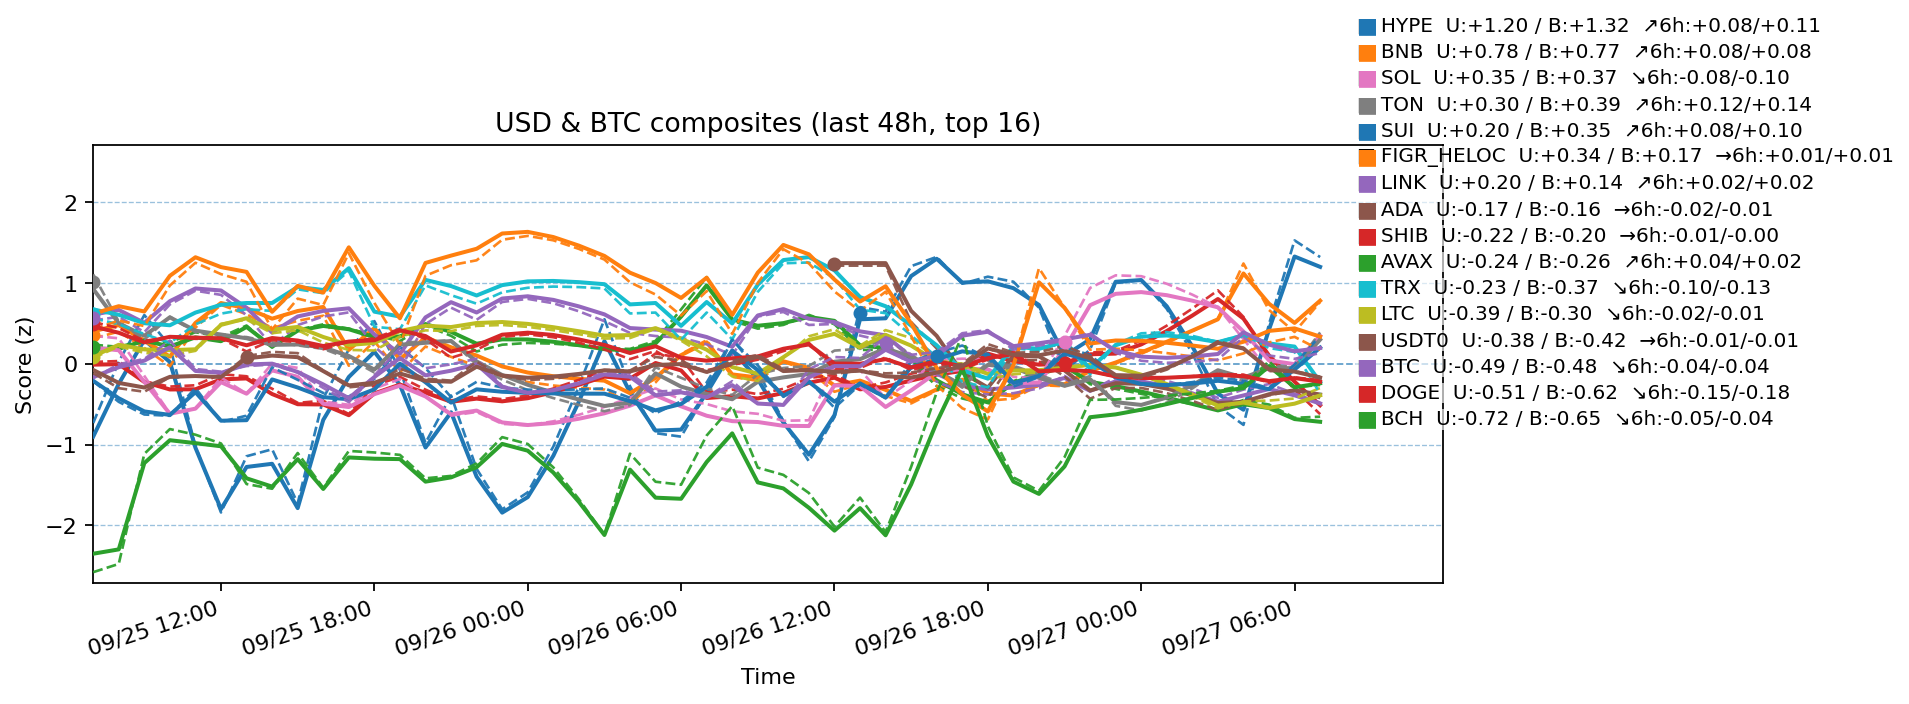 HYPE  U:+1.20 / B:+1.32  ↗6h:+0.08/+0.11
BNB  U:+0.78 / B:+0.77  ↗6h:+0.08/+0.08
SOL  U:+0.35 / B:+0.37  ↘6h:-0.08/-0.10
TON  U:+0.30 / B:+0.39  ↗6h:+0.12/+0.14
SUI  U:+0.20 / B:+0.35  ↗6h:+0.08/+0.10
FIGR_HELOC  U:+0.34 / B:+0.17  →6h:+0.01/+0.01
LINK  U:+0.20 / B:+0.14  ↗6h:+0.02/+0.02
ADA  U:-0.17 / B:-0.16  →6h:-0.02/-0.01
SHIB  U:-0.22 / B:-0.20  →6h:-0.01/-0.00
AVAX  U:-0.24 / B:-0.26  ↗6h:+0.04/+0.02
TRX  U:-0.23 / B:-0.37  ↘6h:-0.10/-0.13
LTC  U:-0.39 / B:-0.30  ↘6h:-0.02/-0.01
USDT0  U:-0.38 / B:-0.42  →6h:-0.01/-0.01
BTC  U:-0.49 / B:-0.48  ↘6h:-0.04/-0.04
DOGE  U:-0.51 / B:-0.62  ↘6h:-0.15/-0.18
BCH  U:-0.72 / B:-0.65  ↘6h:-0.05/-0.04
USD & BTC composites (last 48h, top 16)
Score (z)
2
1
0
−1
−2
09/25 12:00
09/25 18:00
09/26 00:00
09/26 06:00
09/26 12:00
09/26 18:00
09/27 00:00
09/27 06:00
Time